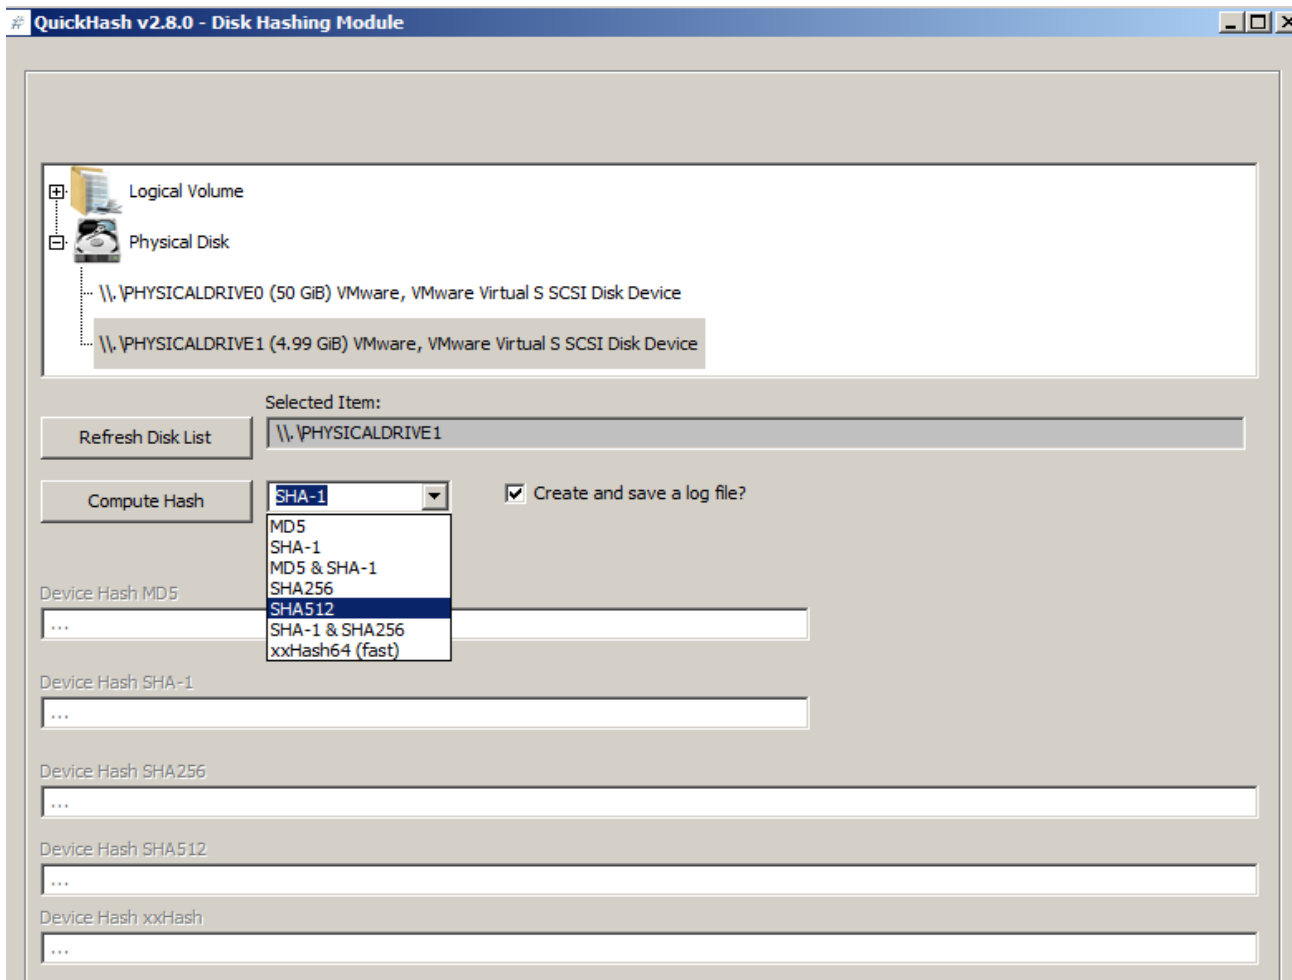 # QuickHash v2.8.0 - Disk Hashing Module
Logical Volume
Physical Disk
\\.\PHYSICALDRIVE0 (50 GiB) VMware, VMware Virtual S SCSI Disk Device
\\.\PHYSICALDRIVE1 (4.99 GiB) VMware, VMware Virtual S SCSI Disk Device
Selected Item:
Refresh Disk List
\\.\PHYSICALDRIVE1
Compute Hash
SHA-1
Create and save a log file?
MD5
SHA-1
MD5 & SHA-1
SHA256
SHA512
SHA-1 & SHA256
xxHash64 (fast)
Device Hash MD5
...
Device Hash SHA-1
...
Device Hash SHA256
...
Device Hash SHA512
...
Device Hash xxHash
...